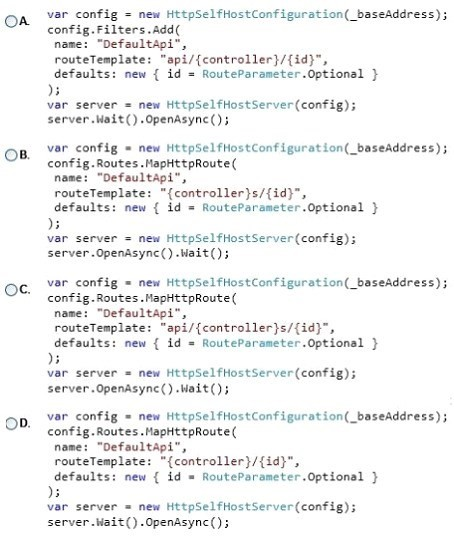 A. var config = new HttpSelfHostConfiguration(_baseAddress);
config.Filters.Add(
name: "DefaultApi",
routeTemplate: "api/{controller}/{id}",
defaults: new { id = RouteParameter.Optional }
);
var server = new HttpSelfHostServer(config);
server.Wait().OpenAsync();
B. var config = new HttpSelfHostConfiguration(_baseAddress);
config.Routes.MapHttpRoute(
name: "DefaultApi",
routeTemplate: "{controller}s/{id}",
defaults: new { id = RouteParameter.Optional }
);
var server = new HttpSelfHostServer(config);
server.OpenAsync().Wait();
C. var config = new HttpSelfHostConfiguration(_baseAddress);
config.Routes.MapHttpRoute(
name: "DefaultApi",
routeTemplate: "api/{controller}s/{id}",
defaults: new { id = RouteParameter.Optional }
);
var server = new HttpSelfHostServer(config);
server.OpenAsync().Wait();
D. var config = new HttpSelfHostConfiguration(_baseAddress);
config.Routes.MapHttpRoute(
name: "DefaultApi",
routeTemplate: "{controller}/{id}",
defaults: new { id = RouteParameter.Optional }
);
var server = new HttpSelfHostServer(config);
server.Wait().OpenAsync();